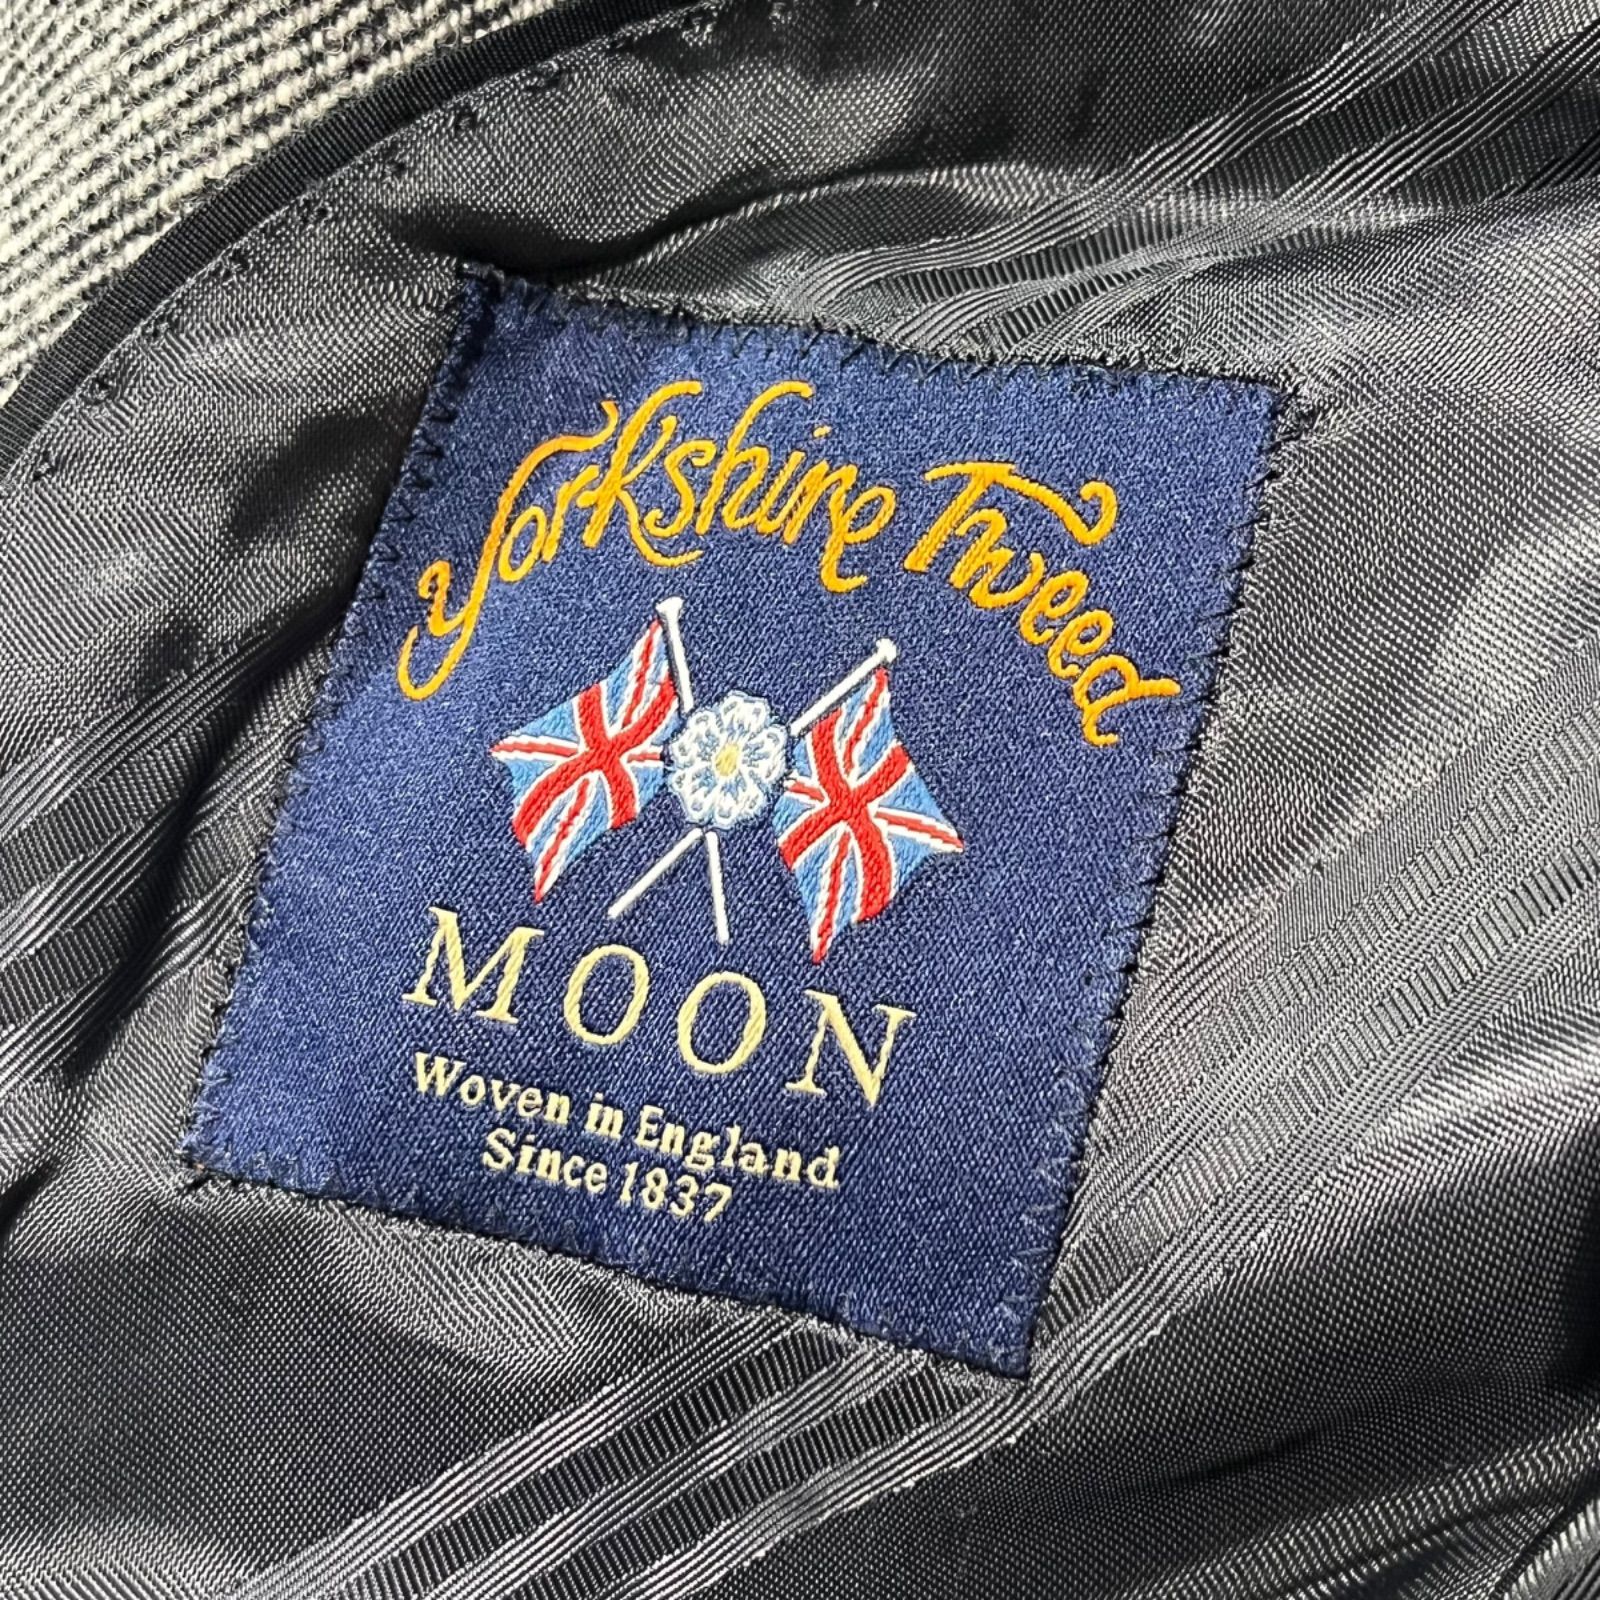 Yorkshire Tweed
MOON
Woven in England
Since 1837